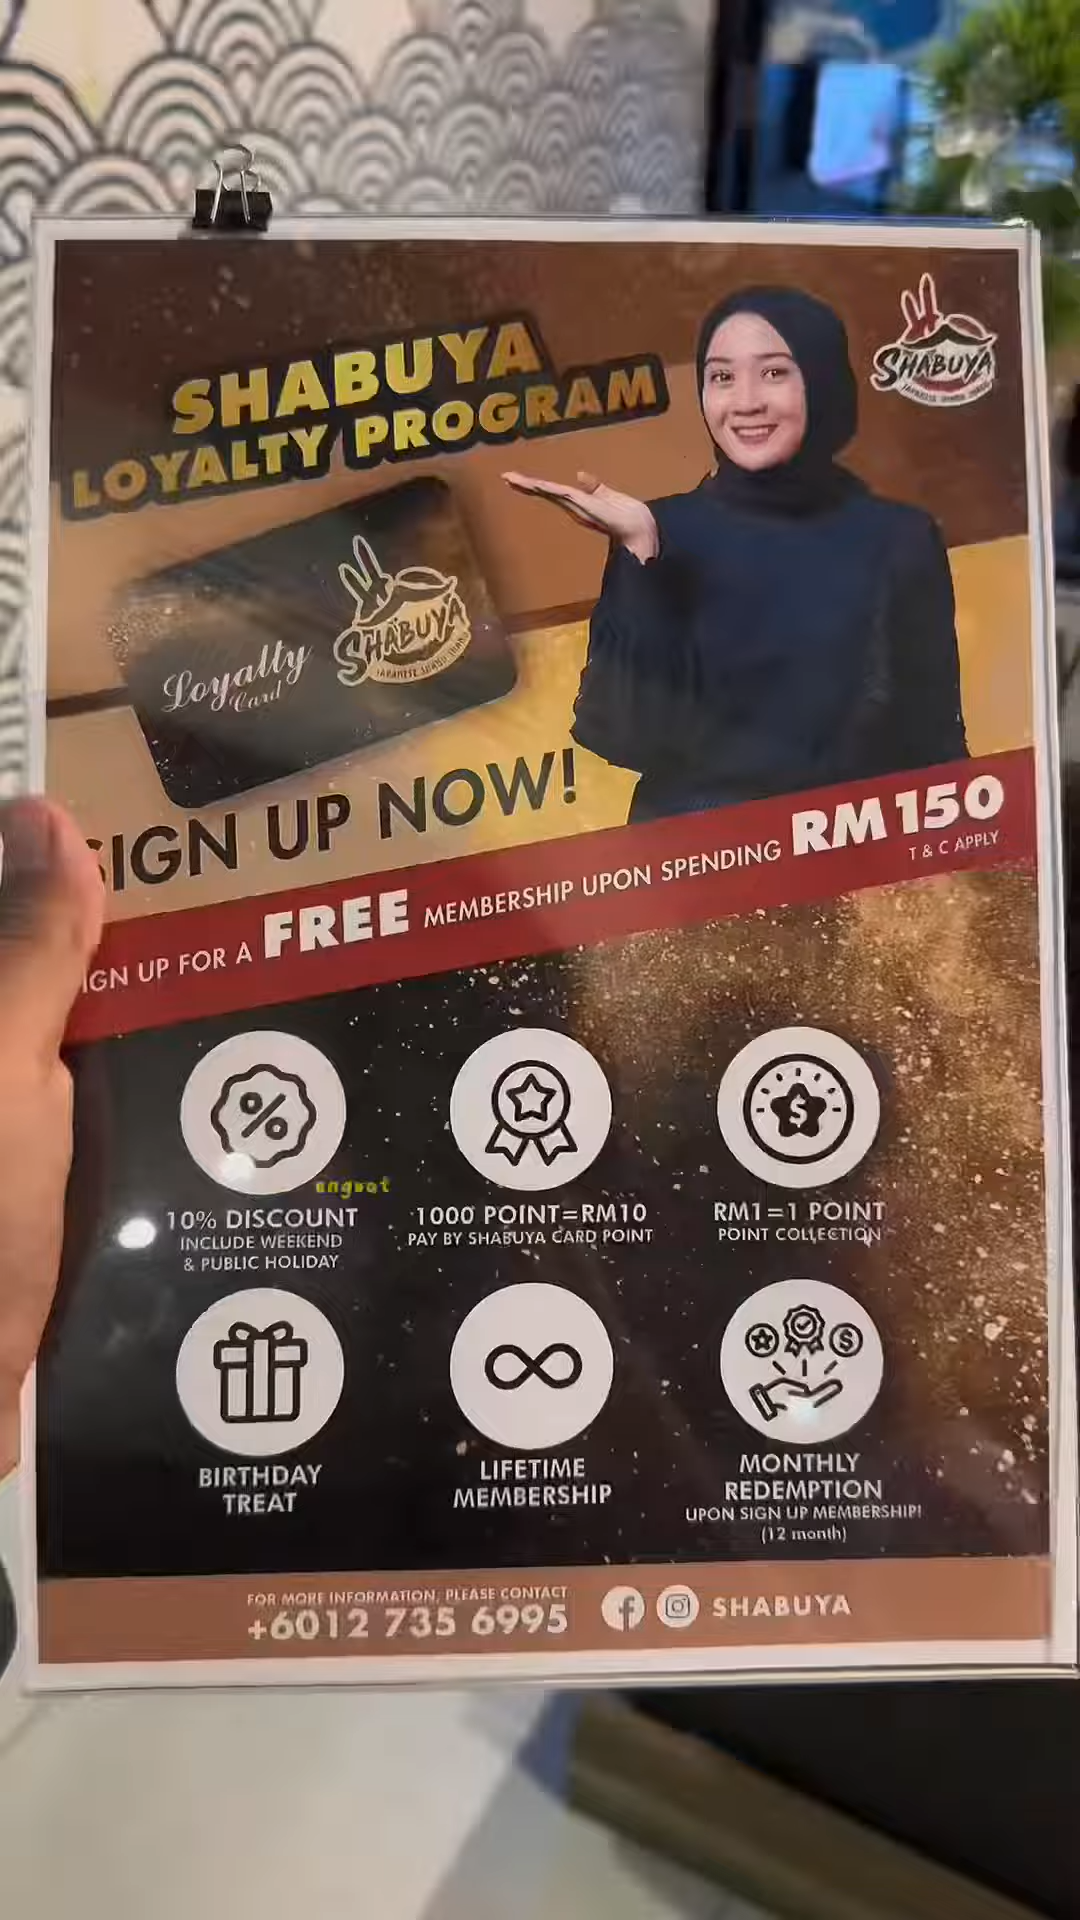 SHABUYA
LOYALTY PROGRAM
SHABUYA
Loyalty
Card
SHABUYA
SIGN UP NOW!
SIGN UP FOR A FREE MEMBERSHIP UPON SPENDING RM150
T & C APPLY
angwat
10% DISCOUNT
INCLUDE WEEKEND
& PUBLIC HOLIDAY
1000 POINT=RM10
PAY BY SHABUYA CARD POINT
RM1=1 POINT
POINT COLLECTION
BIRTHDAY
TREAT
LIFETIME
MEMBERSHIP
MONTHLY
REDEMPTION
UPON SIGN UP MEMBERSHIP!
(12 month)
FOR MORE INFORMATION, PLEASE CONTACT
+6012 735 6995
SHABUYA